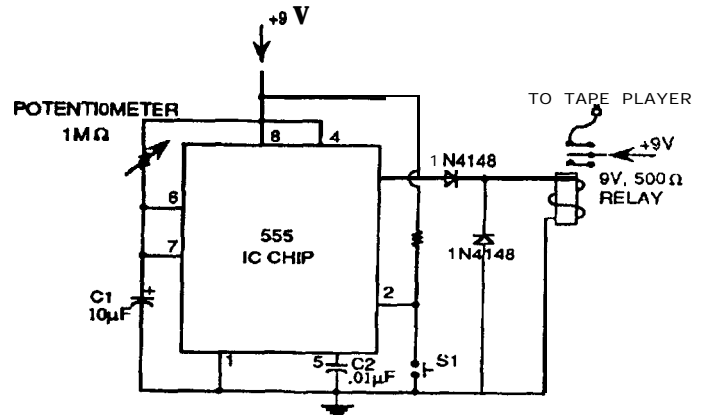 +9 V
TO TAPE PLAYER
POTENTIOMETER
1MΩ
8
4
+9V
1N4148
9V, 500Ω
RELAY
6
555
IC CHIP
7
1N4148
2
C1
+
10µF
1
5
C2
.01µF
S1